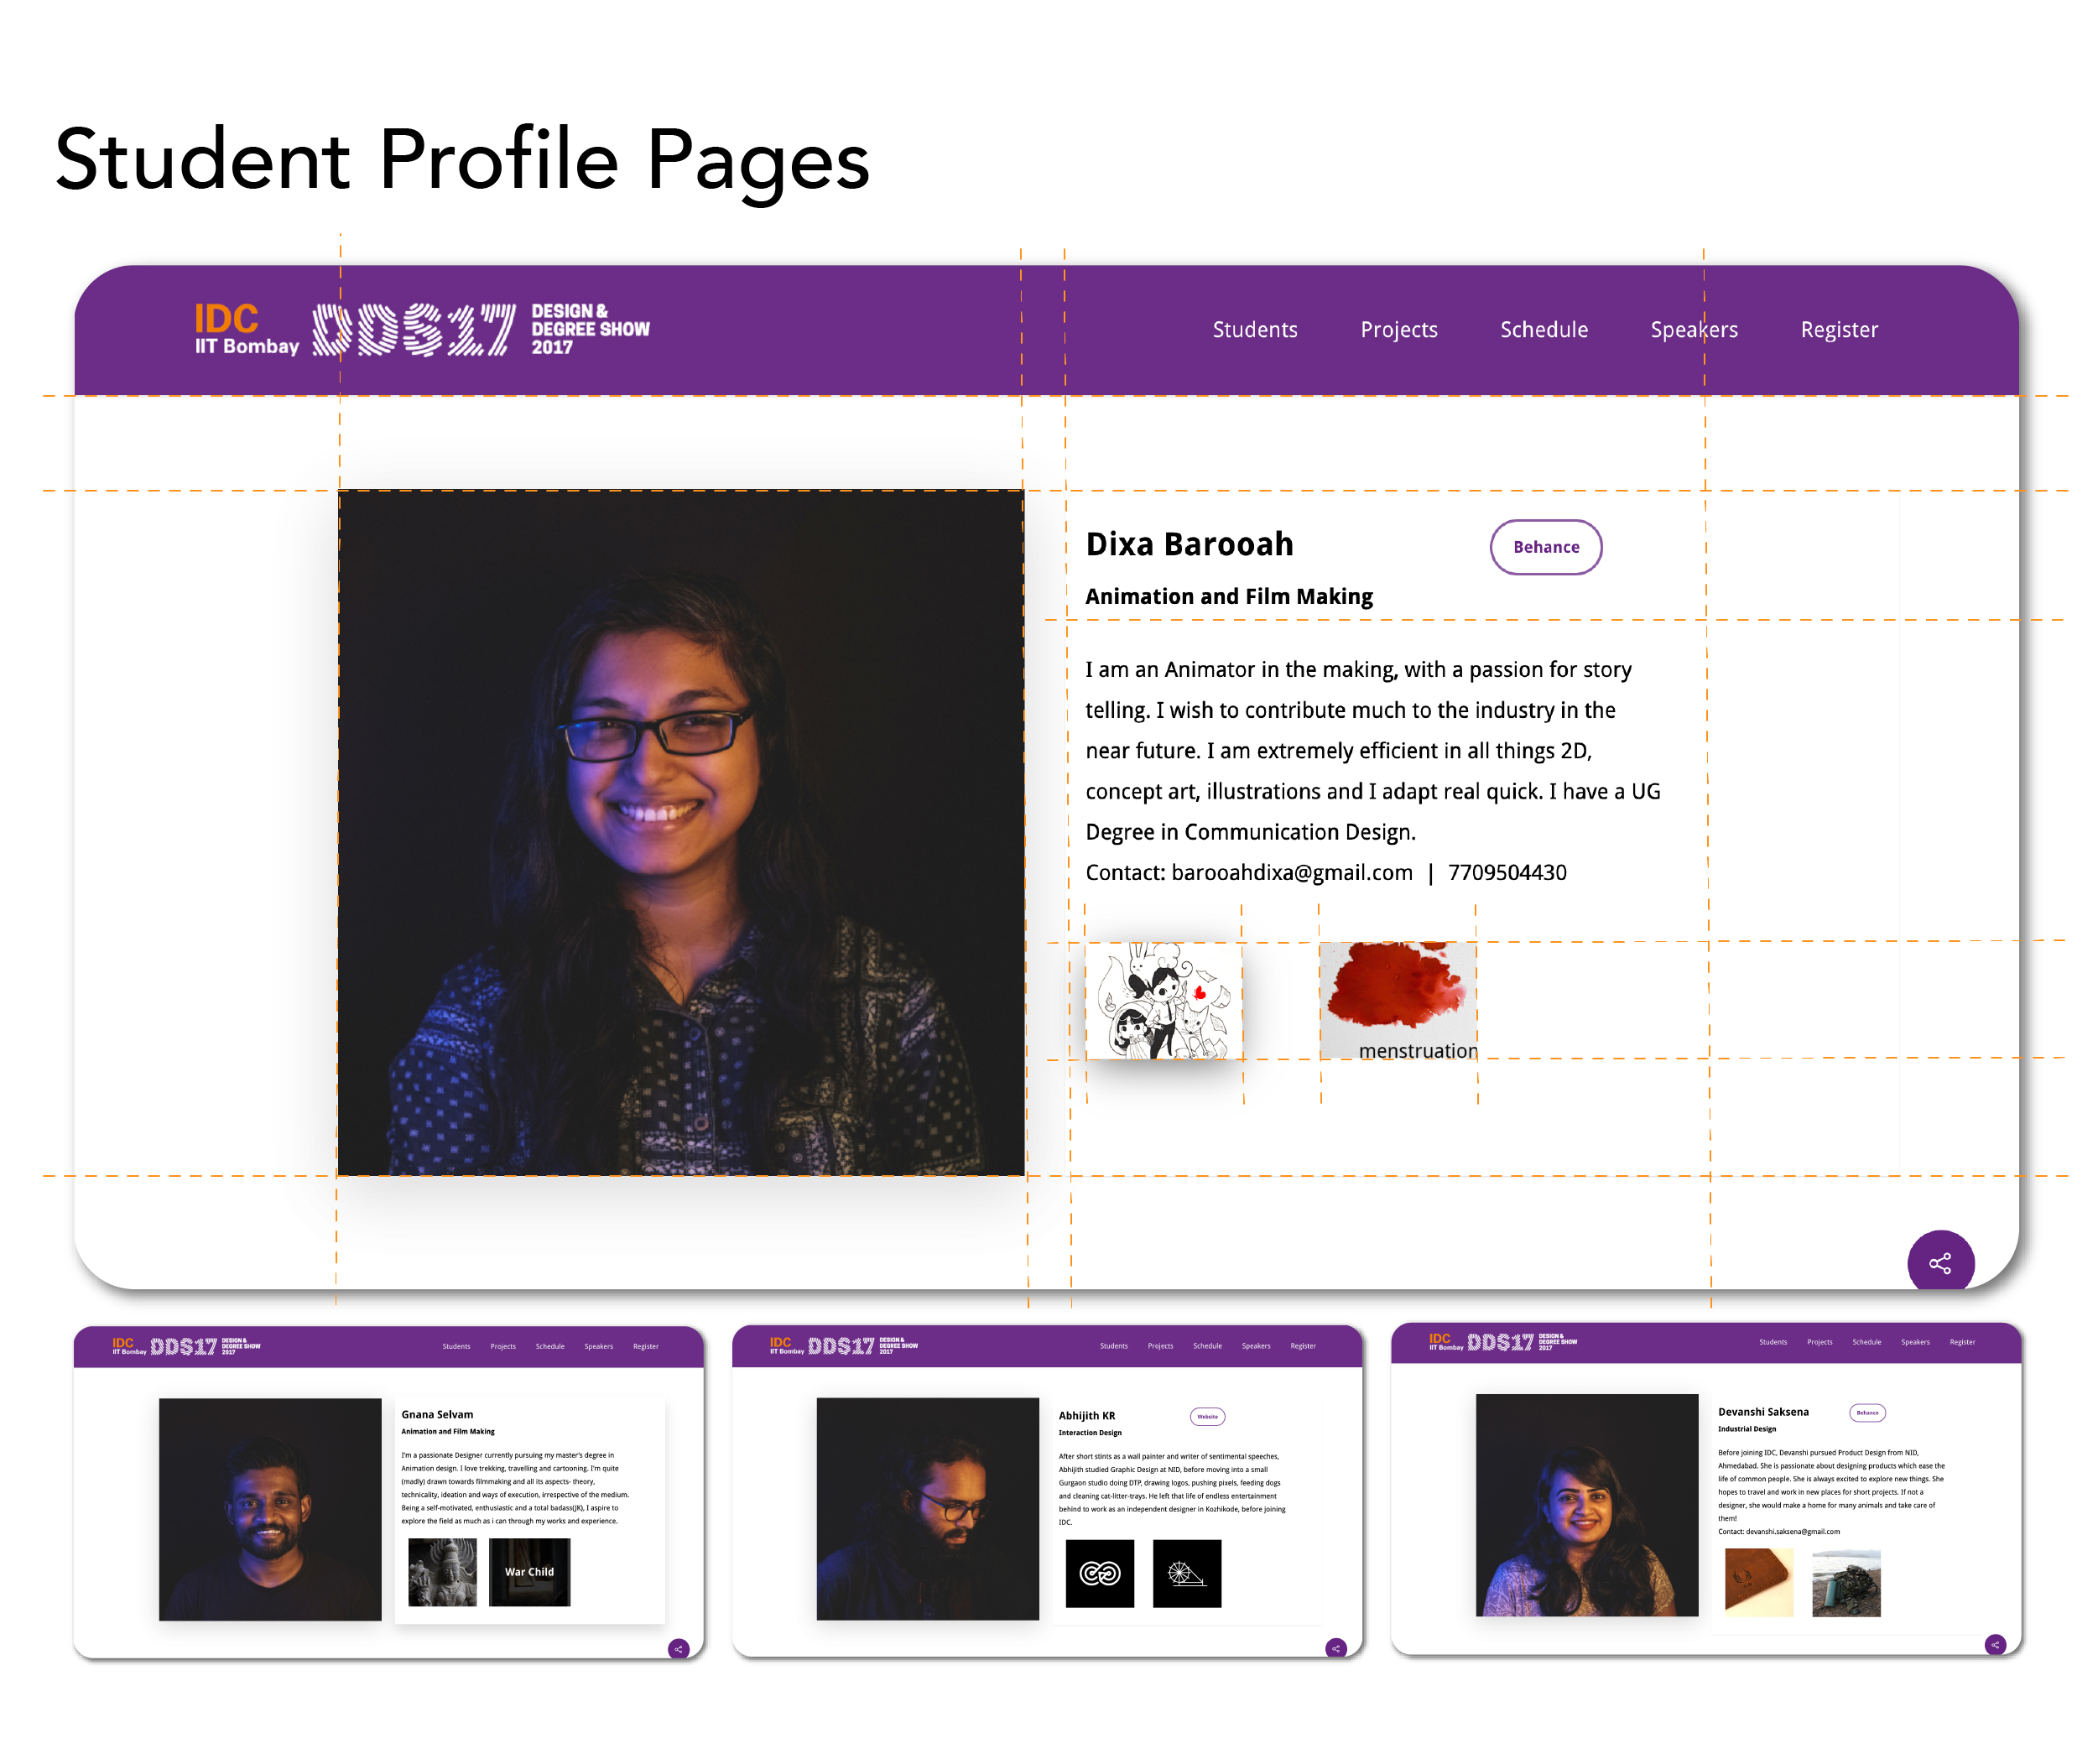 Student Profile Pages
IDC
IIT Bombay
DDS17
DESIGN &
DEGREE SHOW
2017
Students Projects Schedule Speakers Register
Dixa Barooah
Behance
Animation and Film Making
I am an Animator in the making, with a passion for story
telling. I wish to contribute much to the industry in the
near future. I am extremely efficient in all things 2D,
concept art, illustrations and I adapt real quick. I have a UG
Degree in Communication Design.
Contact: barooahdixa@gmail.com | 7709504430
menstruation
IDC
IIT Bombay
DDS17
DESIGN &
DEGREE SHOW
2017
Students Projects Schedule Speakers Register
Gnana Selvam
Animation and Film Making
I'm a passionate Designer currently pursuing my master's degree in
Animation design. I love trekking, travelling and cartooning. I'm quite
(madly) drawn towards filmmaking and all its aspects- theory,
technicality, ideation and ways of execution, irrespective of the medium.
Being a self-motivated, enthusiastic and a total badass(JK), I aspire to
explore the field as much as i can through my works and experience.
War Child
IDC
IIT Bombay
DDS17
DESIGN &
DEGREE SHOW
2017
Students Projects Schedule Speakers Register
Abhijith KR
Website
Interaction Design
After short stints as a wall painter and writer of sentimental speeches,
Abhijith studied Graphic Design at NID, before moving into a small
Gurgaon studio doing DTP, drawing logos, pushing pixels, feeding dogs
and cleaning cat-litter-trays. He left that life of endless entertainment
behind to work as an independent designer in Kozhikode, before joining
IDC.
IDC
IIT Bombay
DDS17
DESIGN &
DEGREE SHOW
2017
Students Projects Schedule Speakers Register
Devanshi Saksena
Behance
Industrial Design
Before joining IDC, Devanshi pursued Product Design from NID,
Ahmedabad. She is passionate about designing products which ease the
life of common people. She is always excited to explore new things. She
hopes to travel and work in new places for short projects. If not a
designer, she would make a home for many animals and take care of
them!
Contact: devanshi.saksena@gmail.com